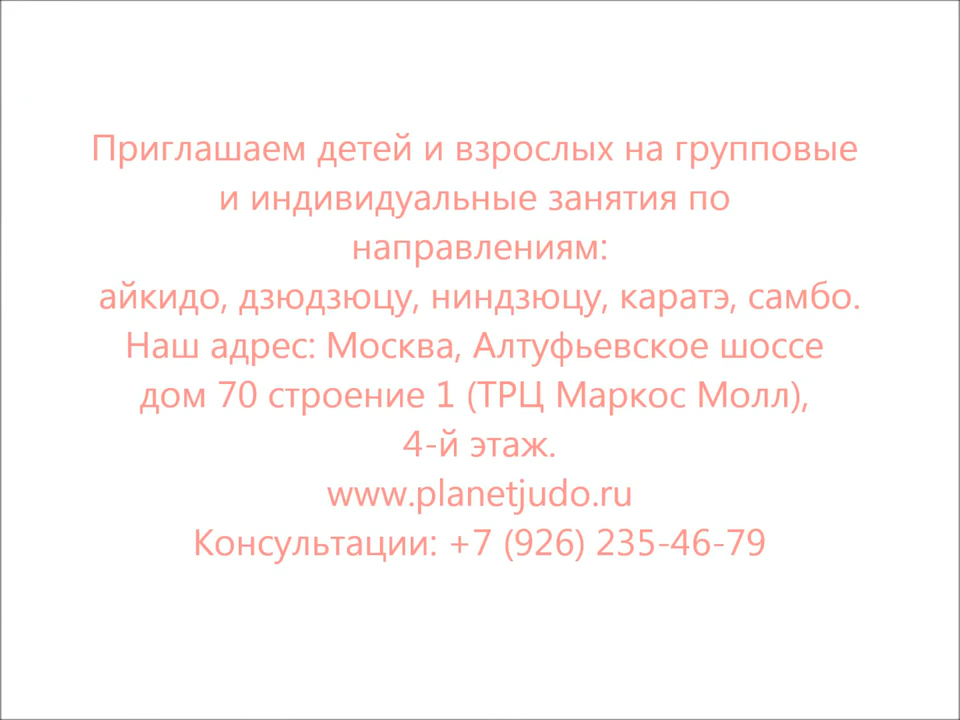 Приглашаем детей и взрослых на групповые
и индивидуальные занятия по
направлениям:
айкидо, дзюдзюцу, ниндзюцу, каратэ, самбо.
Наш адрес: Москва, Алтуфьевское шоссе
дом 70 строение 1 (ТРЦ Маркос Молл),
4-й этаж.
www.planetjudo.ru
Консультации: +7 (926) 235-46-79